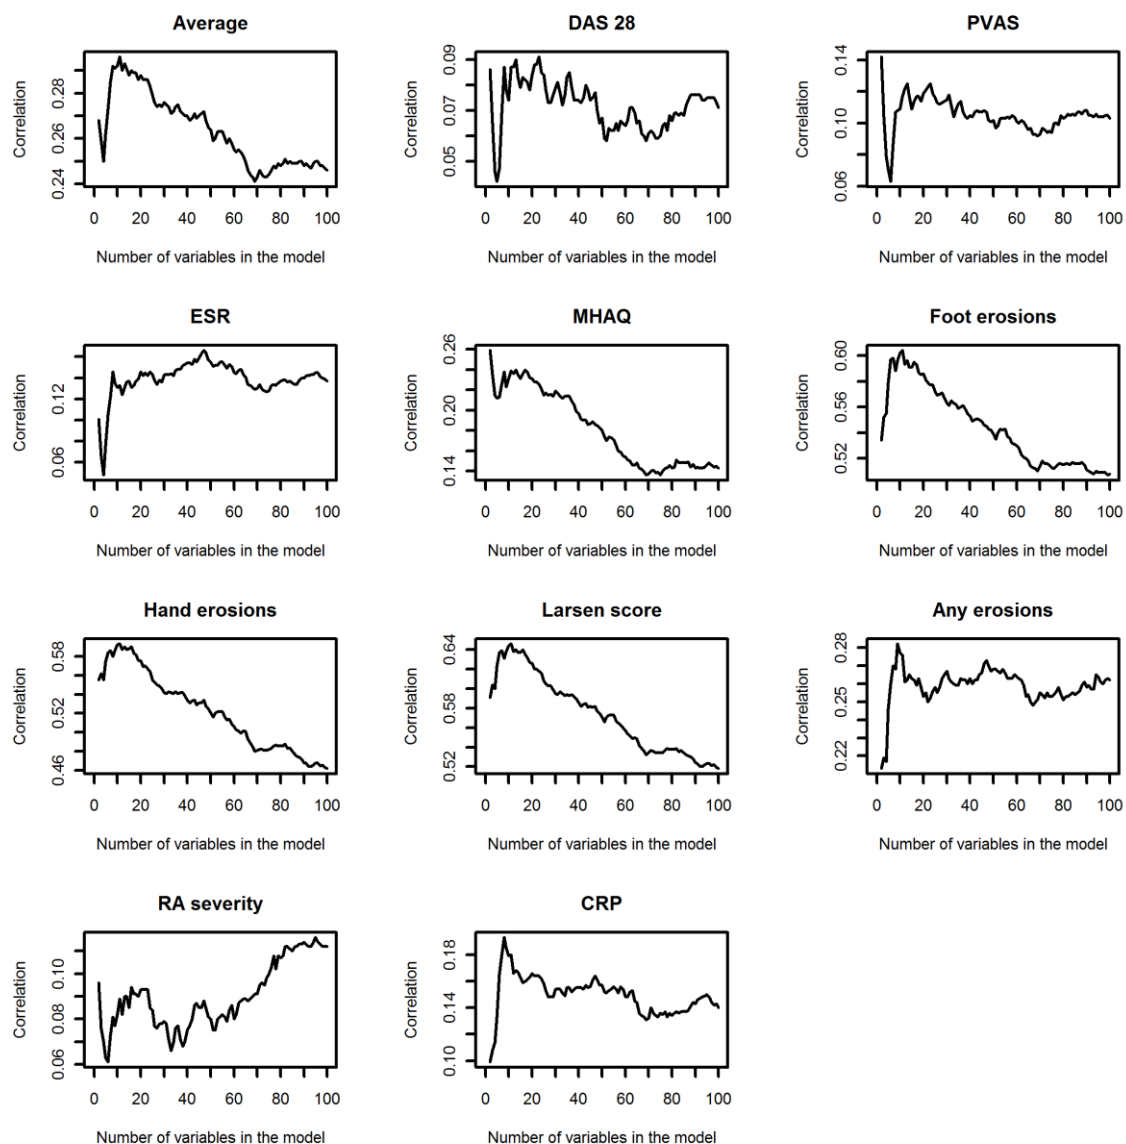 Average DAS 28 PVAS
Correlation Correlation Correlation
0.28 0.09 0.14
0.26 0.07 0.10
0.24 0.05 0.06
0 20 40 60 80 100 0 20 40 60 80 100 0 20 40 60 80 100
Number of variables in the model Number of variables in the model Number of variables in the model
ESR MHAQ Foot erosions
Correlation Correlation Correlation
0.12 0.26 0.60
0.06 0.20 0.56
0.14 0.52
0 20 40 60 80 100 0 20 40 60 80 100 0 20 40 60 80 100
Number of variables in the model Number of variables in the model Number of variables in the model
Hand erosions Larsen score Any erosions
Correlation Correlation Correlation
0.58 0.64 0.28
0.52 0.58 0.25
0.46 0.52 0.22
0 20 40 60 80 100 0 20 40 60 80 100 0 20 40 60 80 100
Number of variables in the model Number of variables in the model Number of variables in the model
RA severity CRP
Correlation Correlation
0.10 0.18
0.08 0.14
0.06 0.10
0 20 40 60 80 100 0 20 40 60 80 100
Number of variables in the model Number of variables in the model